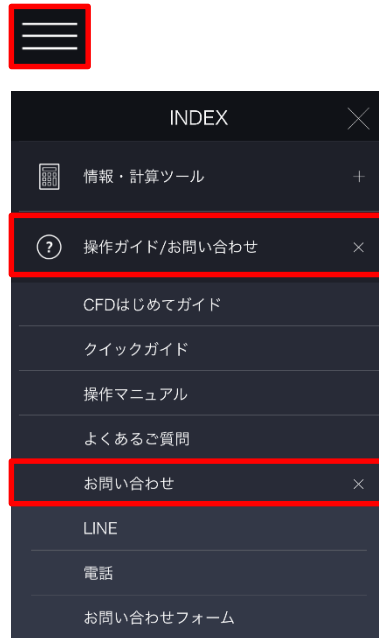 INDEX
情報・計算ツール
操作ガイド/お問い合わせ
CFDはじめてガイド
クイックガイド
操作マニュアル
よくあるご質問
お問い合わせ
LINE
電話
お問い合わせフォーム